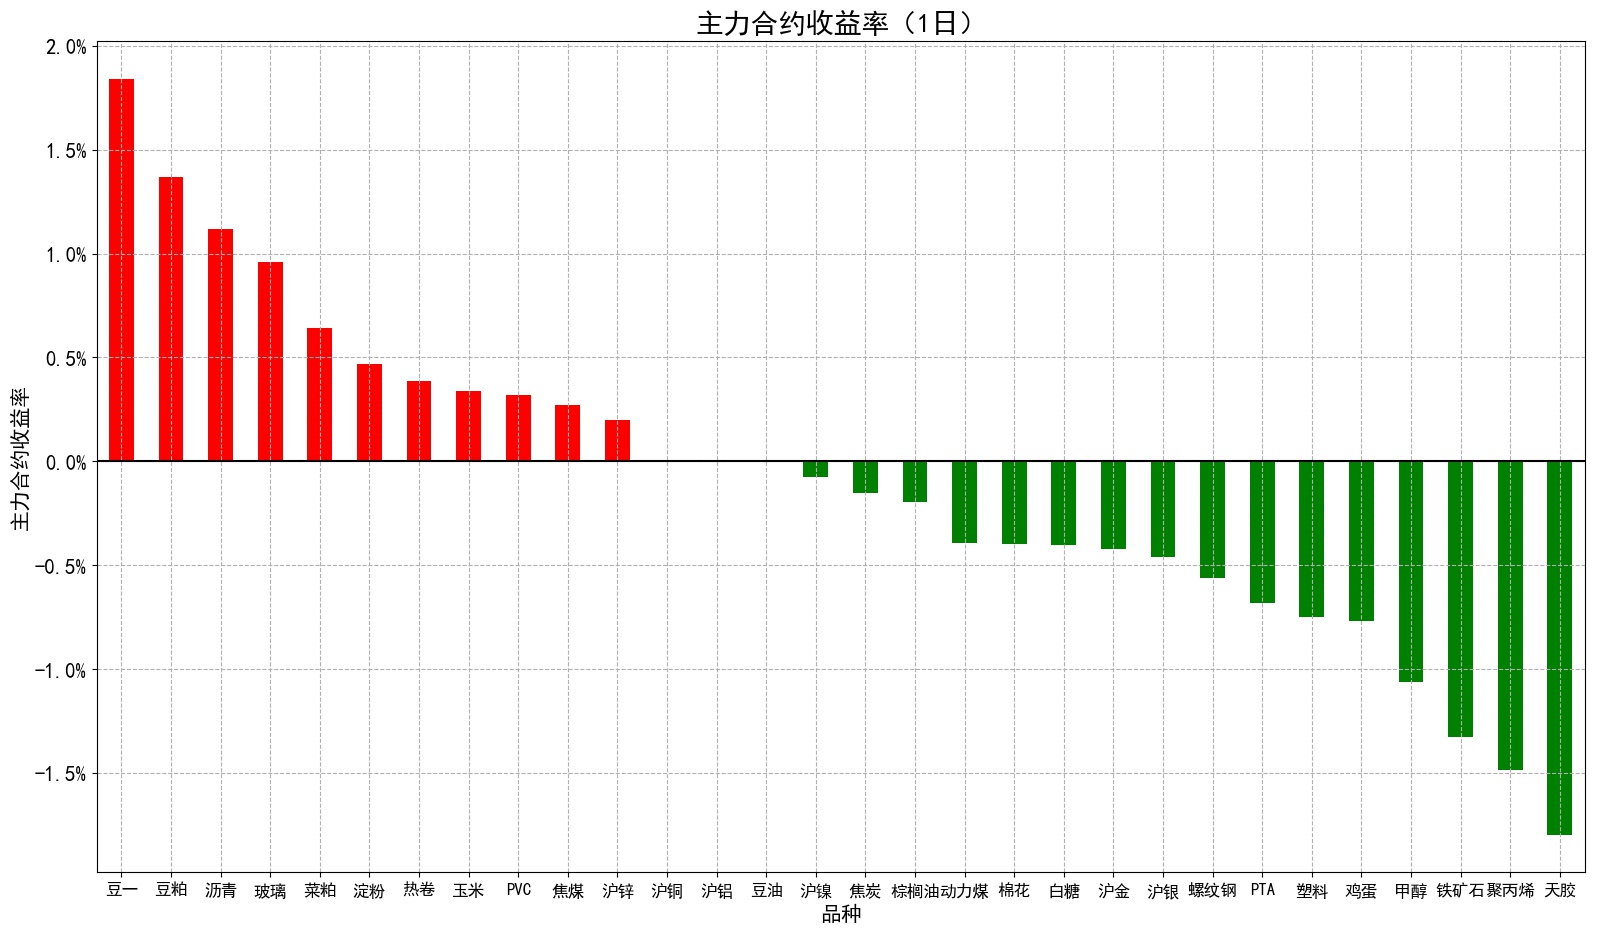 主力合约收益率（1日）
2.0%
1.5%
1.0%
0.5%
0.0%
−0.5%
−1.0%
−1.5%
主力合约收益率
豆一 豆粕 沥青 玻璃 菜粕 淀粉 热卷 玉米 PVC 焦煤 沪锌 沪铜 沪铝 豆油 沪镍 焦炭 棕榈油 动力煤 棉花 白糖 沪金 沪银 螺纹钢 PTA 塑料 鸡蛋 甲醇 铁矿石 聚丙烯 天胶
品种